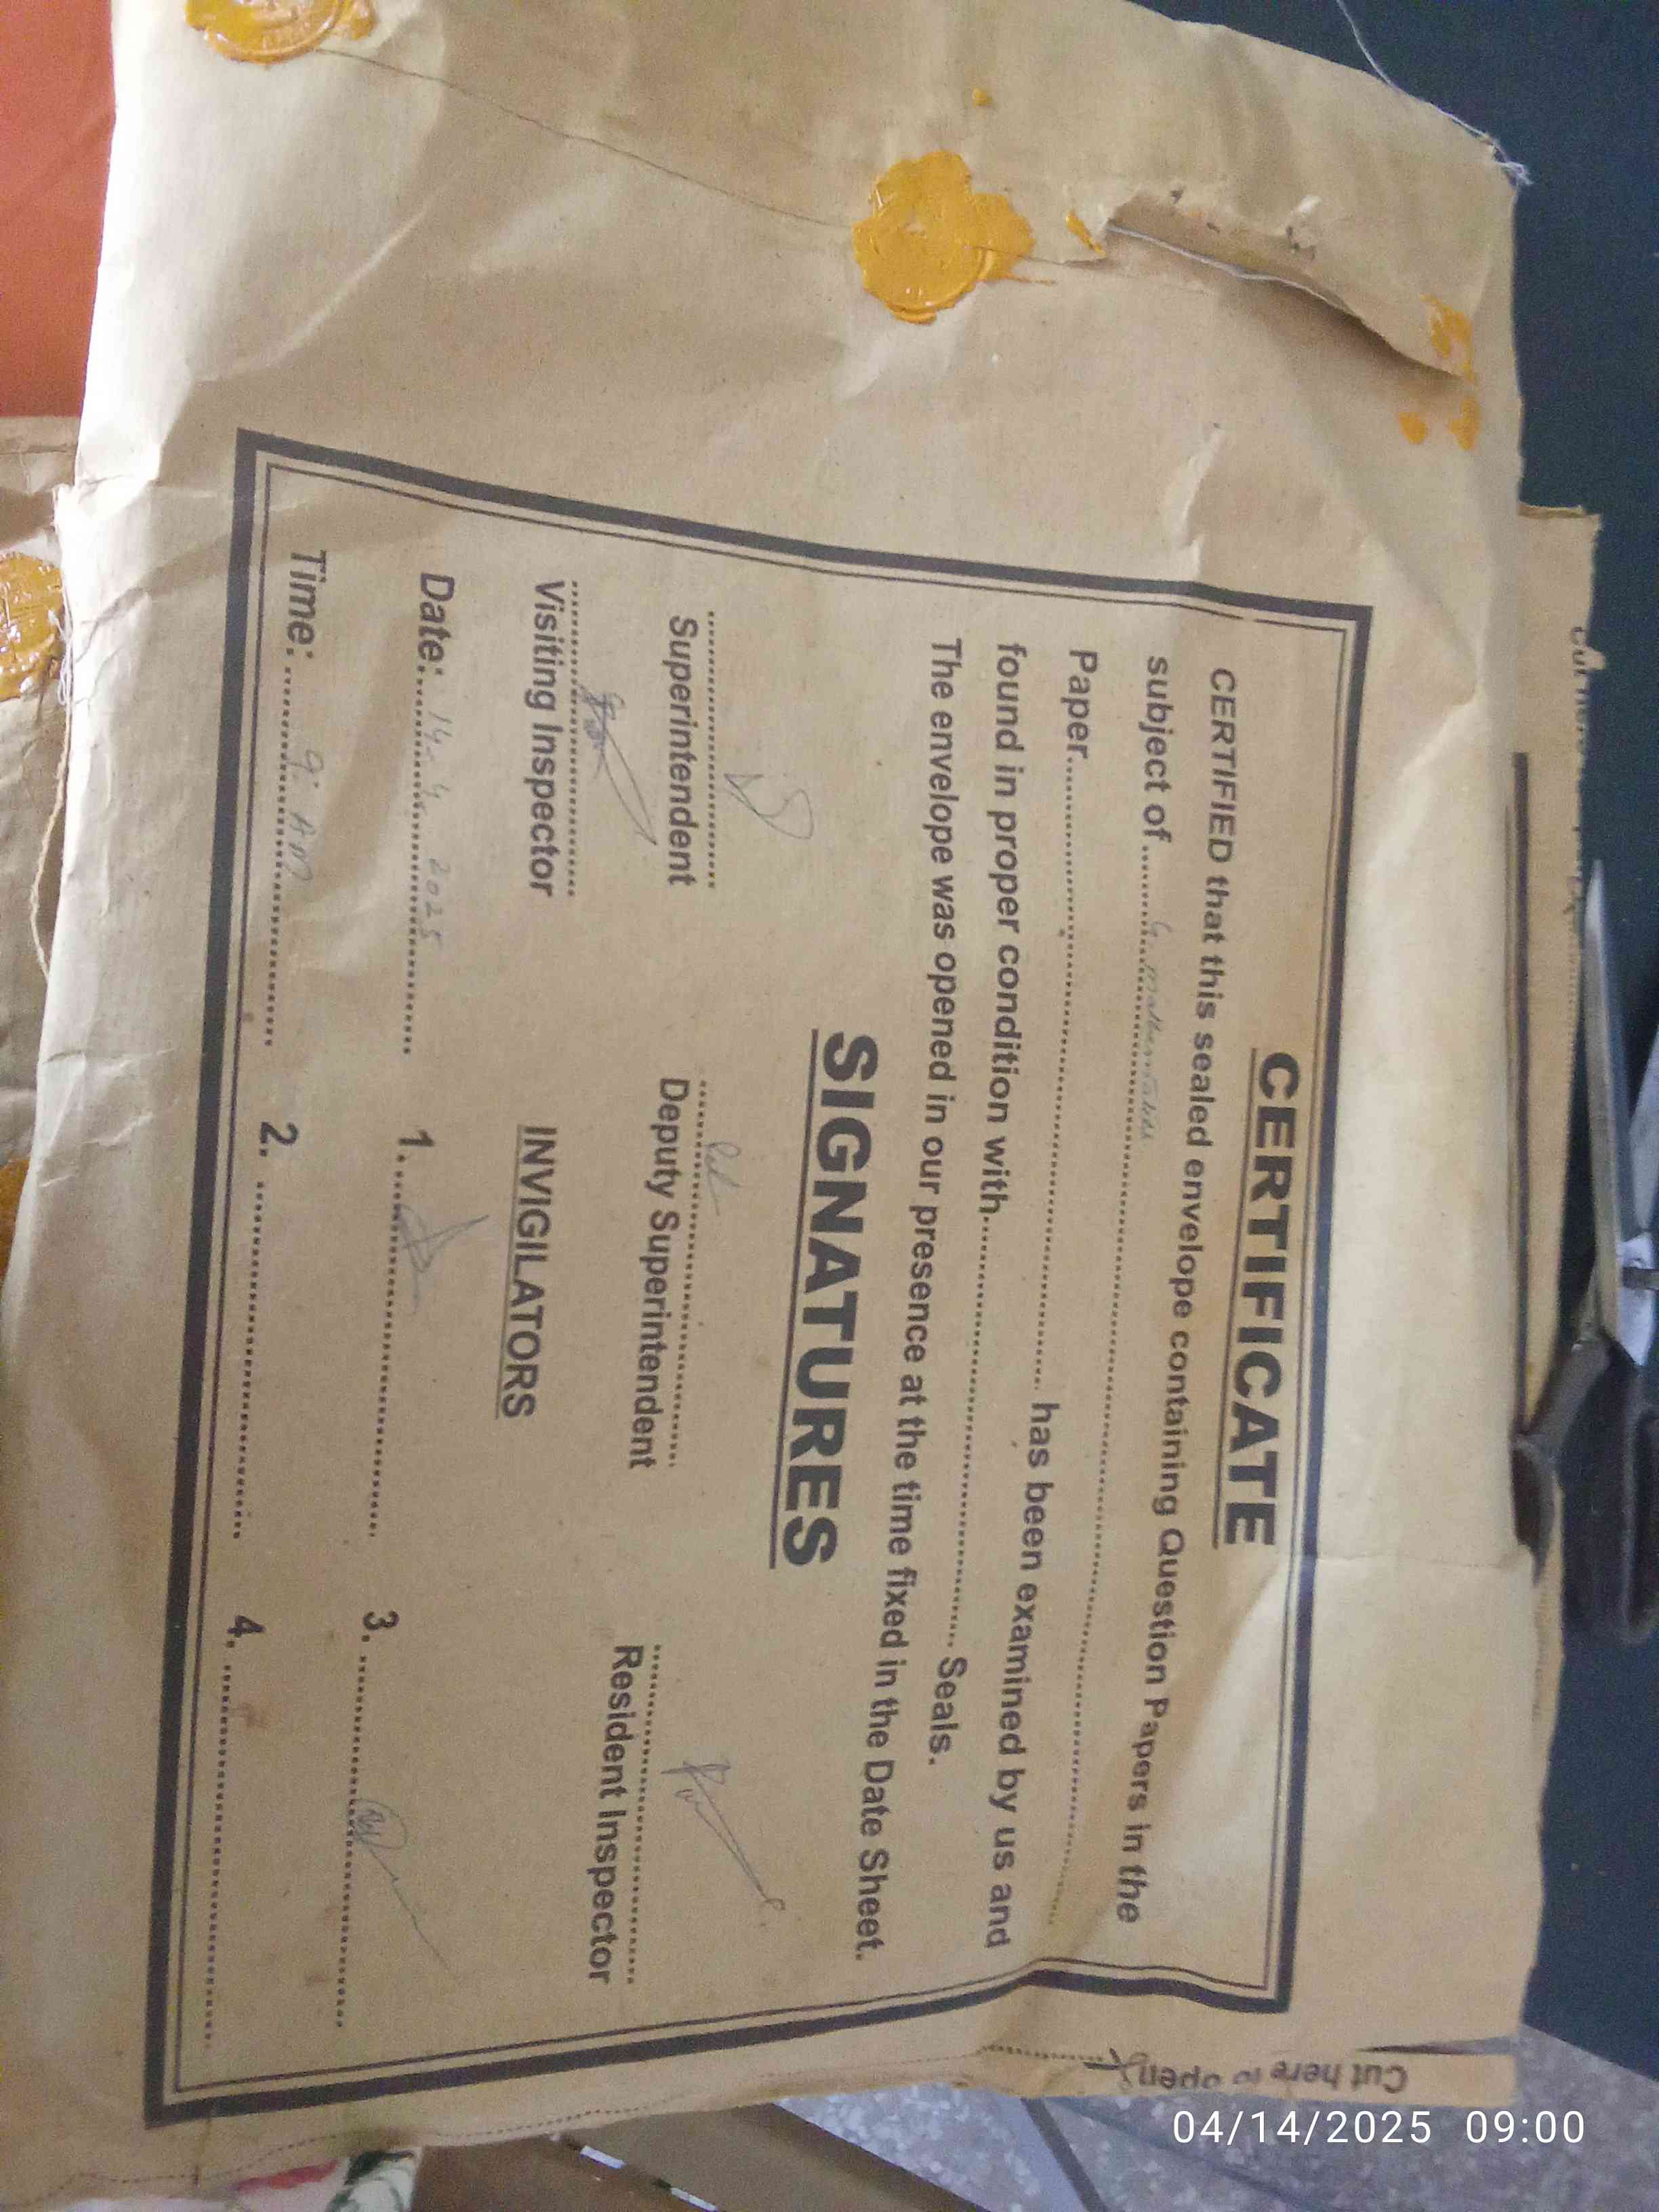 CERTIFICATE
CERTIFIED that this sealed envelope containing Question Papers in the
subject of ........ G. Mathematics ........
Paper ........ has been examined by us and
found in proper condition with ........ Seals.
The envelope was opened in our presence at the time fixed in the Date Sheet.
SIGNATURES
Superintendent Deputy Superintendent Resident Inspector
Visiting Inspector INVIGILATORS
Date: 14-4-2025 1. ........ 3. ........
Time: 9: AM 2. ........ 4. ........
Cut here to open
04/14/2025 09:00